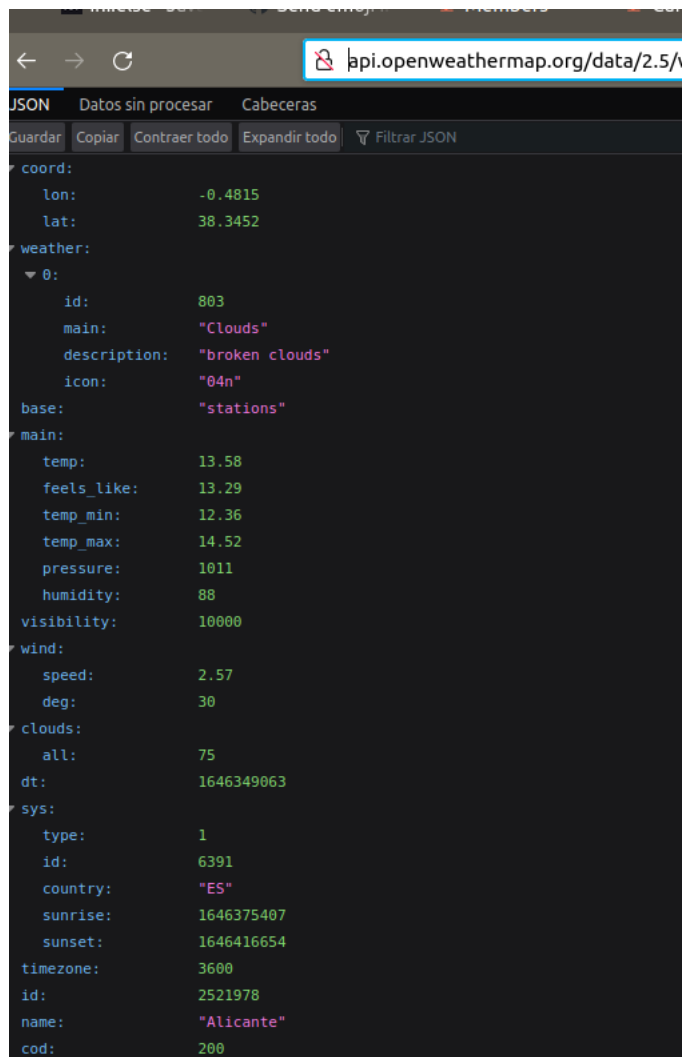 api.openweathermap.org/data/2.5/
JSON Datos sin procesar Cabeceras
Guardar Copiar Contraer todo Expandir todo Filtrar JSON
coord:
lon: -0.4815
lat: 38.3452
weather:
0:
id: 803
main: "Clouds"
description: "broken clouds"
icon: "04n"
base: "stations"
main:
temp: 13.58
feels_like: 13.29
temp_min: 12.36
temp_max: 14.52
pressure: 1011
humidity: 88
visibility: 10000
wind:
speed: 2.57
deg: 30
clouds:
all: 75
dt: 1646349063
sys:
type: 1
id: 6391
country: "ES"
sunrise: 1646375407
sunset: 1646416654
timezone: 3600
id: 2521978
name: "Alicante"
cod: 200